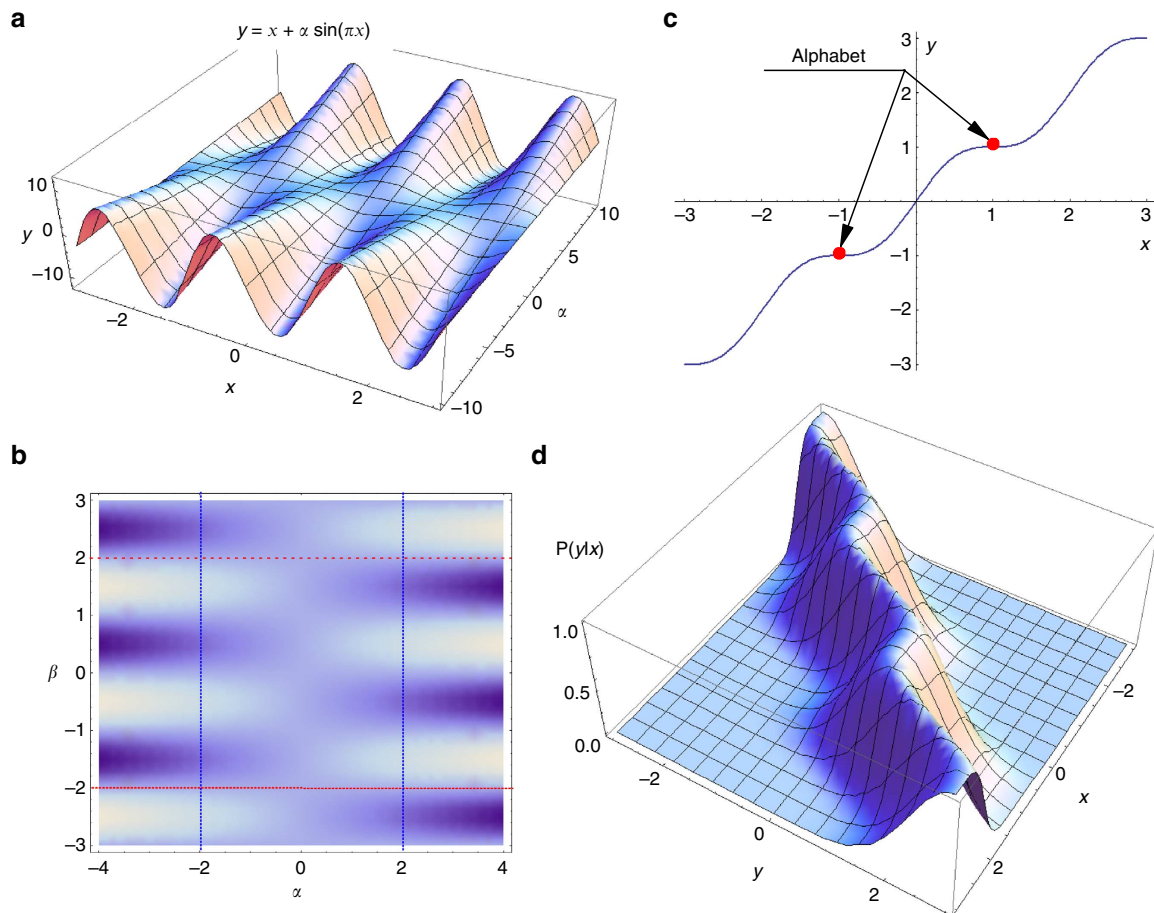 a
y = x + α sin(πx)
10
y 0
−10
−2
0
2
x
−10
−5
0
5
10
α
b
3
2
1
β 0
−1
−2
−3
−4 −2 0 2 4
α
c
3 y
Alphabet
2
1
−3 −2 −1 1 2 3
x
−1
−2
−3
d
P(y|x)
1.0
0.5
0.0
−2
0
2
y
−2
0
2
x